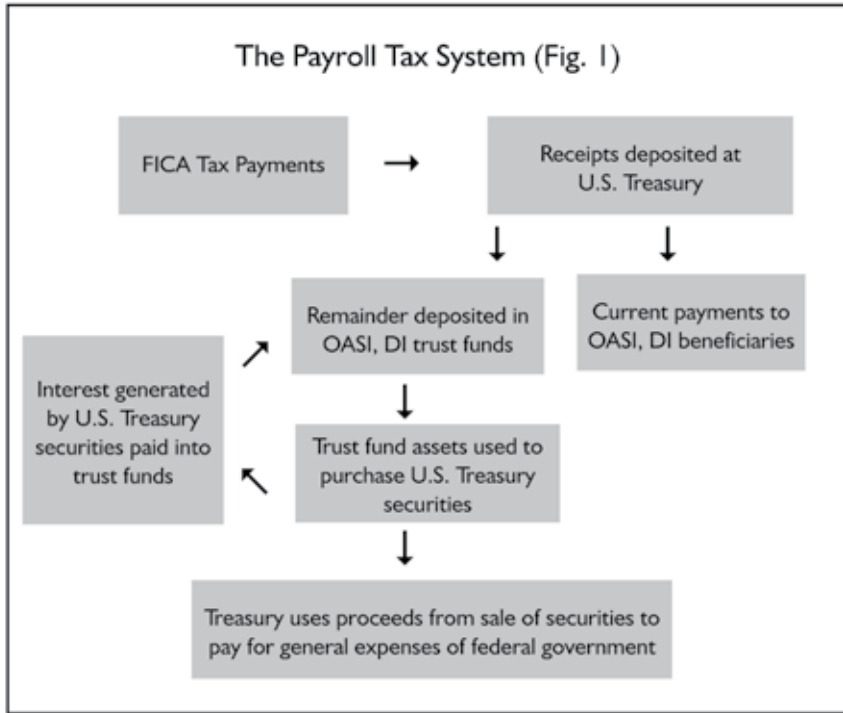 The Payroll Tax System (Fig. 1)
FICA Tax Payments
Receipts deposited at
U.S. Treasury
Remainder deposited in
OASI, DI trust funds
Current payments to
OASI, DI beneficiaries
Interest generated
by U.S. Treasury
securities paid into
trust funds
Trust fund assets used to
purchase U.S. Treasury
securities
Treasury uses proceeds from sale of securities to
pay for general expenses of federal government